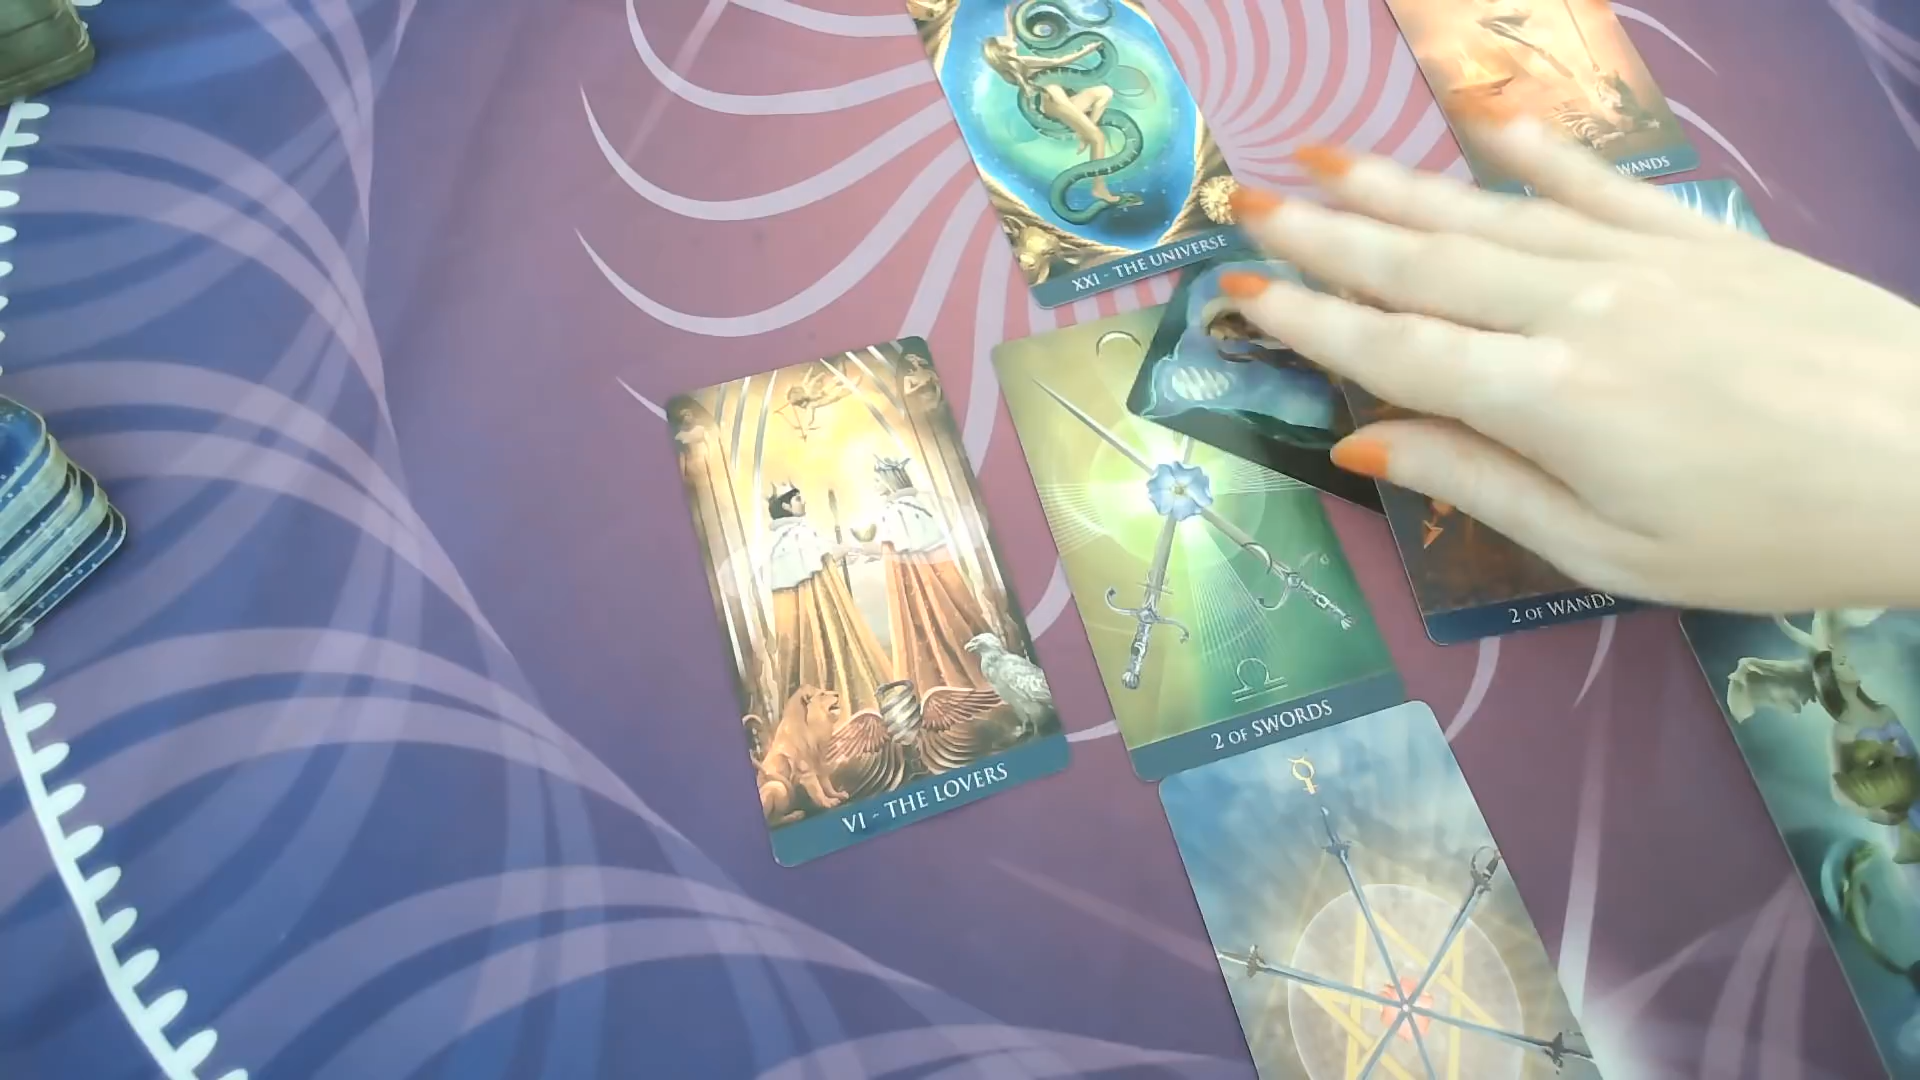 XXI - THE UNIVERSE
WANDS
2 OF WANDS
2 OF SWORDS
VI - THE LOVERS